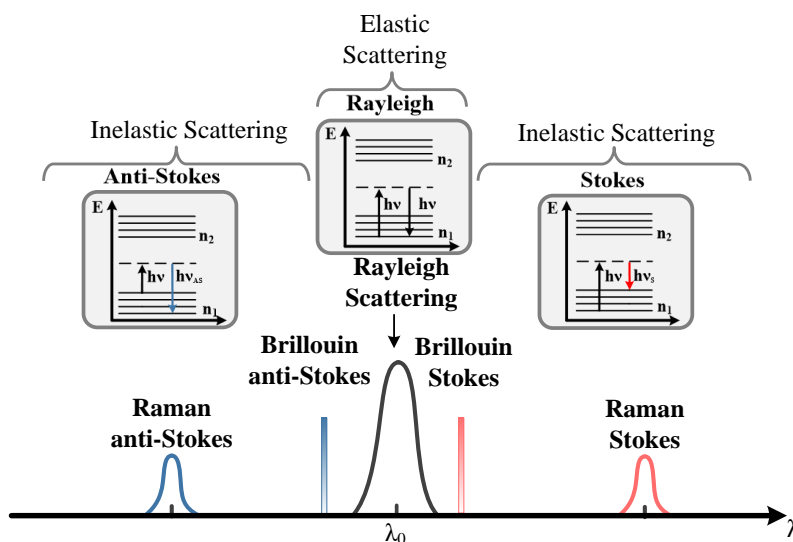 Elastic
Scattering
Rayleigh
E
n2
hν
hν
n1
Inelastic Scattering
Anti-Stokes
E
n2
hν
hνAS
n1
Inelastic Scattering
Stokes
E
n2
hν
hνS
n1
Rayleigh
Scattering
Brillouin
anti-Stokes
Brillouin
Stokes
Raman
anti-Stokes
Raman
Stokes
λ0
λ